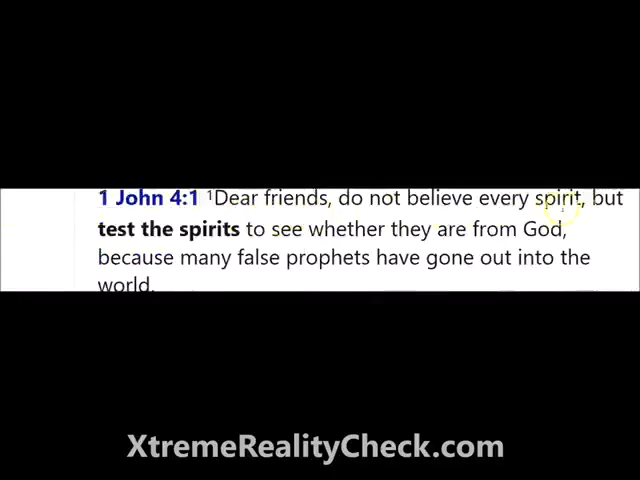 1 John 4:1 ¹Dear friends, do not believe every spirit, but
test the spirits to see whether they are from God,
because many false prophets have gone out into the
world.
XtremeRealityCheck.com